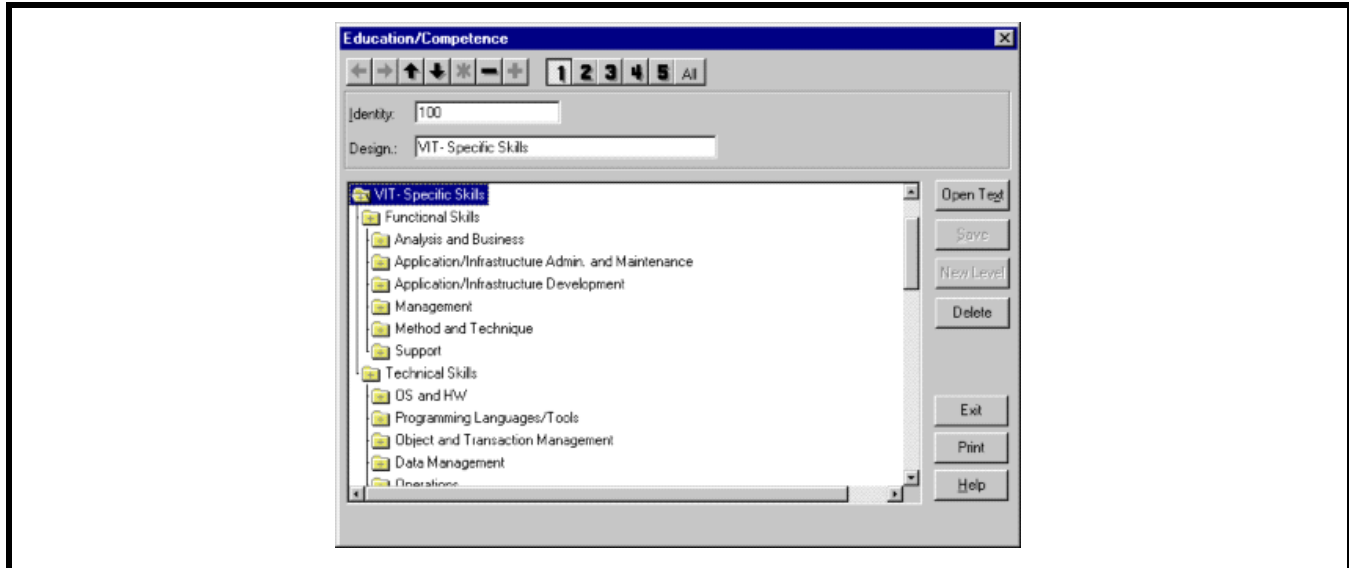 Education/Competence
1 2 3 4 5 All
Identity: 100
Design.: VIT- Specific Skills
VIT- Specific Skills
Functional Skills
Analysis and Business
Application/Infrastructure Admin. and Maintenance
Application/Infrastructure Development
Management
Method and Technique
Support
Technical Skills
OS and HW
Programming Languages/Tools
Object and Transaction Management
Data Management
Operations
Open Text
Save
New Level
Delete
Exit
Print
Help